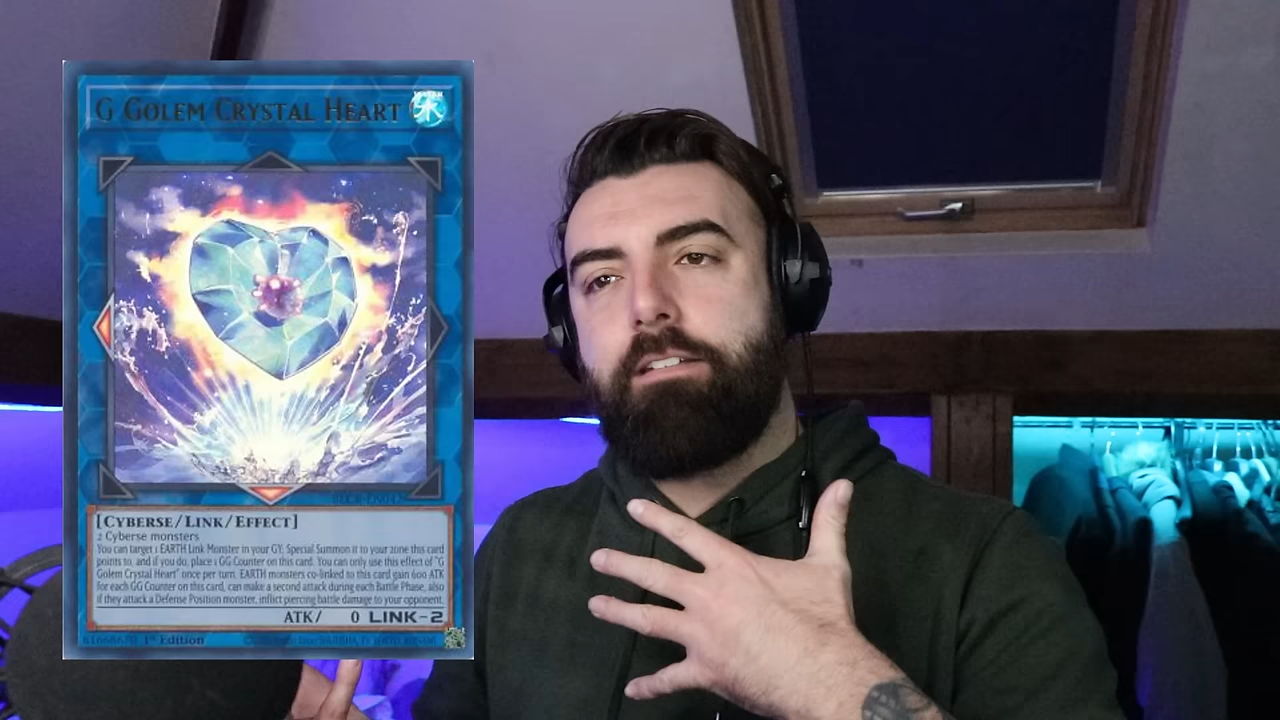 G Golem Crystal Heart
水
[Cyberse/Link/Effect]
2 Cyberse monsters
You can target 1 EARTH Link Monster in your GY; Special Summon it to your zone this card
points to, and if you do, place 1 GG Counter on this card. You can only use this effect of "G
Golem Crystal Heart" once per turn. EARTH monsters co-linked to this card gain 600 ATK
for each GG Counter on this card, can make a second attack during each Battle Phase, also
if they attack a Defense Position monster, inflict piercing battle damage to your opponent.
ATK/ 0 LINK-2
1st Edition